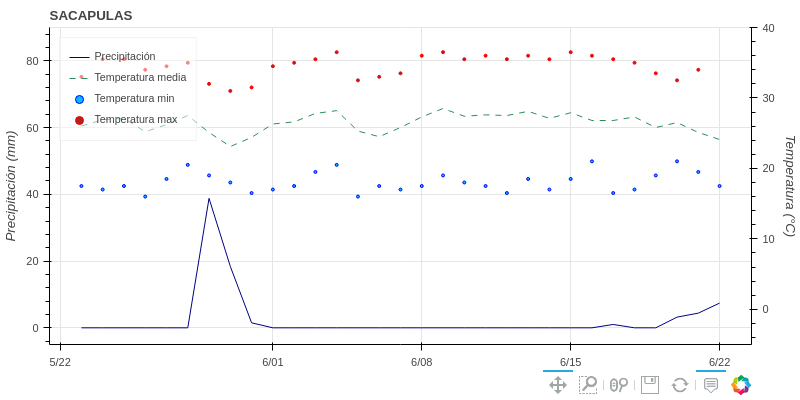 SACAPULAS
Precipitación
Temperatura media
Temperatura min
Temperatura max
Precipitación (mm)
80
60
40
20
0
Temperatura (°C)
40
30
20
10
0
5/22
6/01
6/08
6/15
6/22